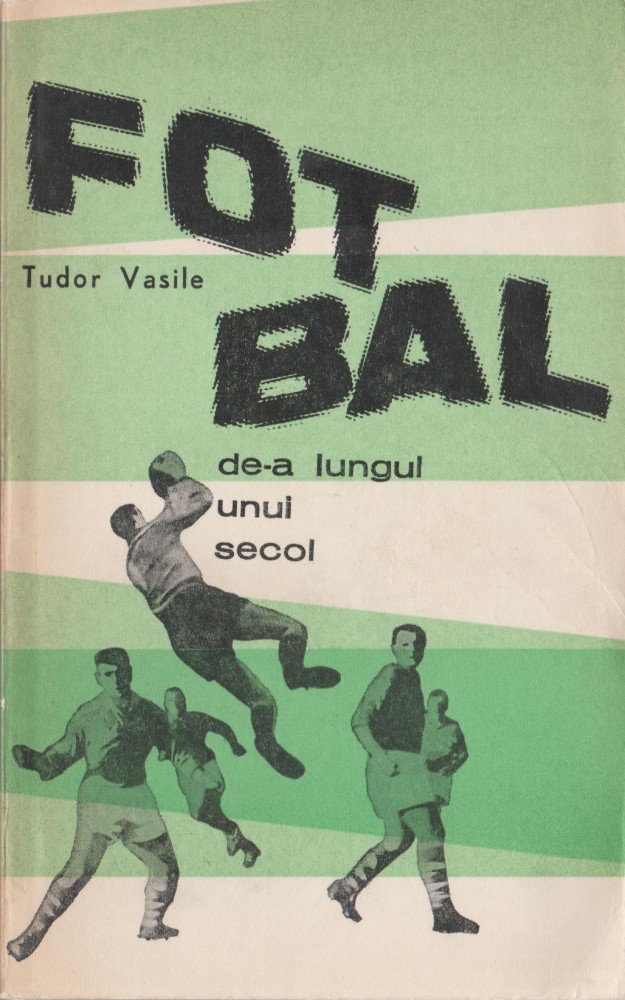 FOT
Tudor Vasile
BAL
de-a lungul
unui
secol